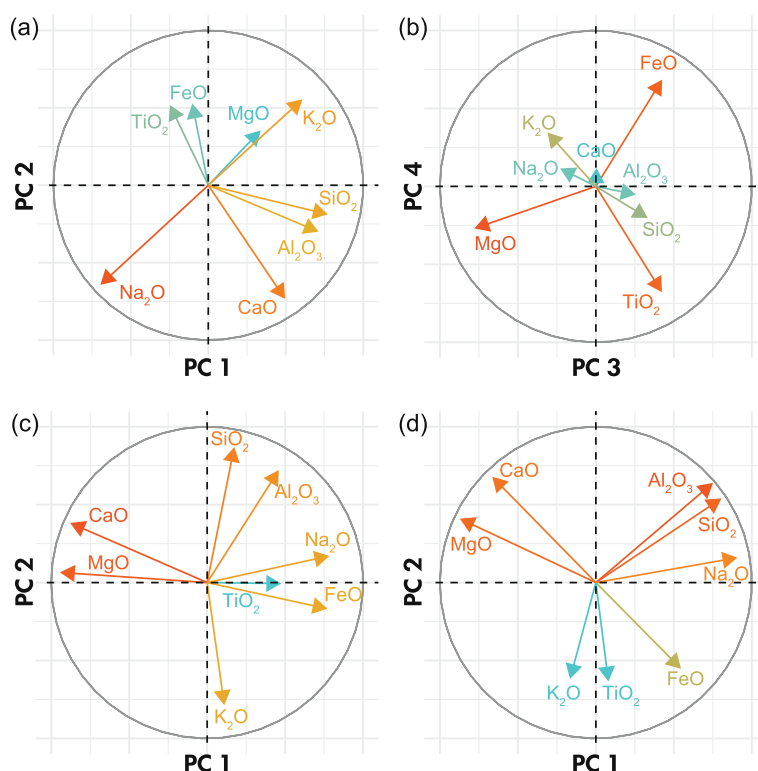 (a)
FeO
TiO₂
MgO
K₂O
SiO₂
Al₂O₃
Na₂O
CaO
PC 2
PC 1
(b)
FeO
K₂O
CaO
Na₂O
Al₂O₃
SiO₂
MgO
TiO₂
PC 4
PC 3
(c)
SiO₂
Al₂O₃
CaO
Na₂O
MgO
TiO₂
FeO
K₂O
PC 2
PC 1
(d)
CaO
Al₂O₃
SiO₂
MgO
Na₂O
FeO
K₂O
TiO₂
PC 2
PC 1